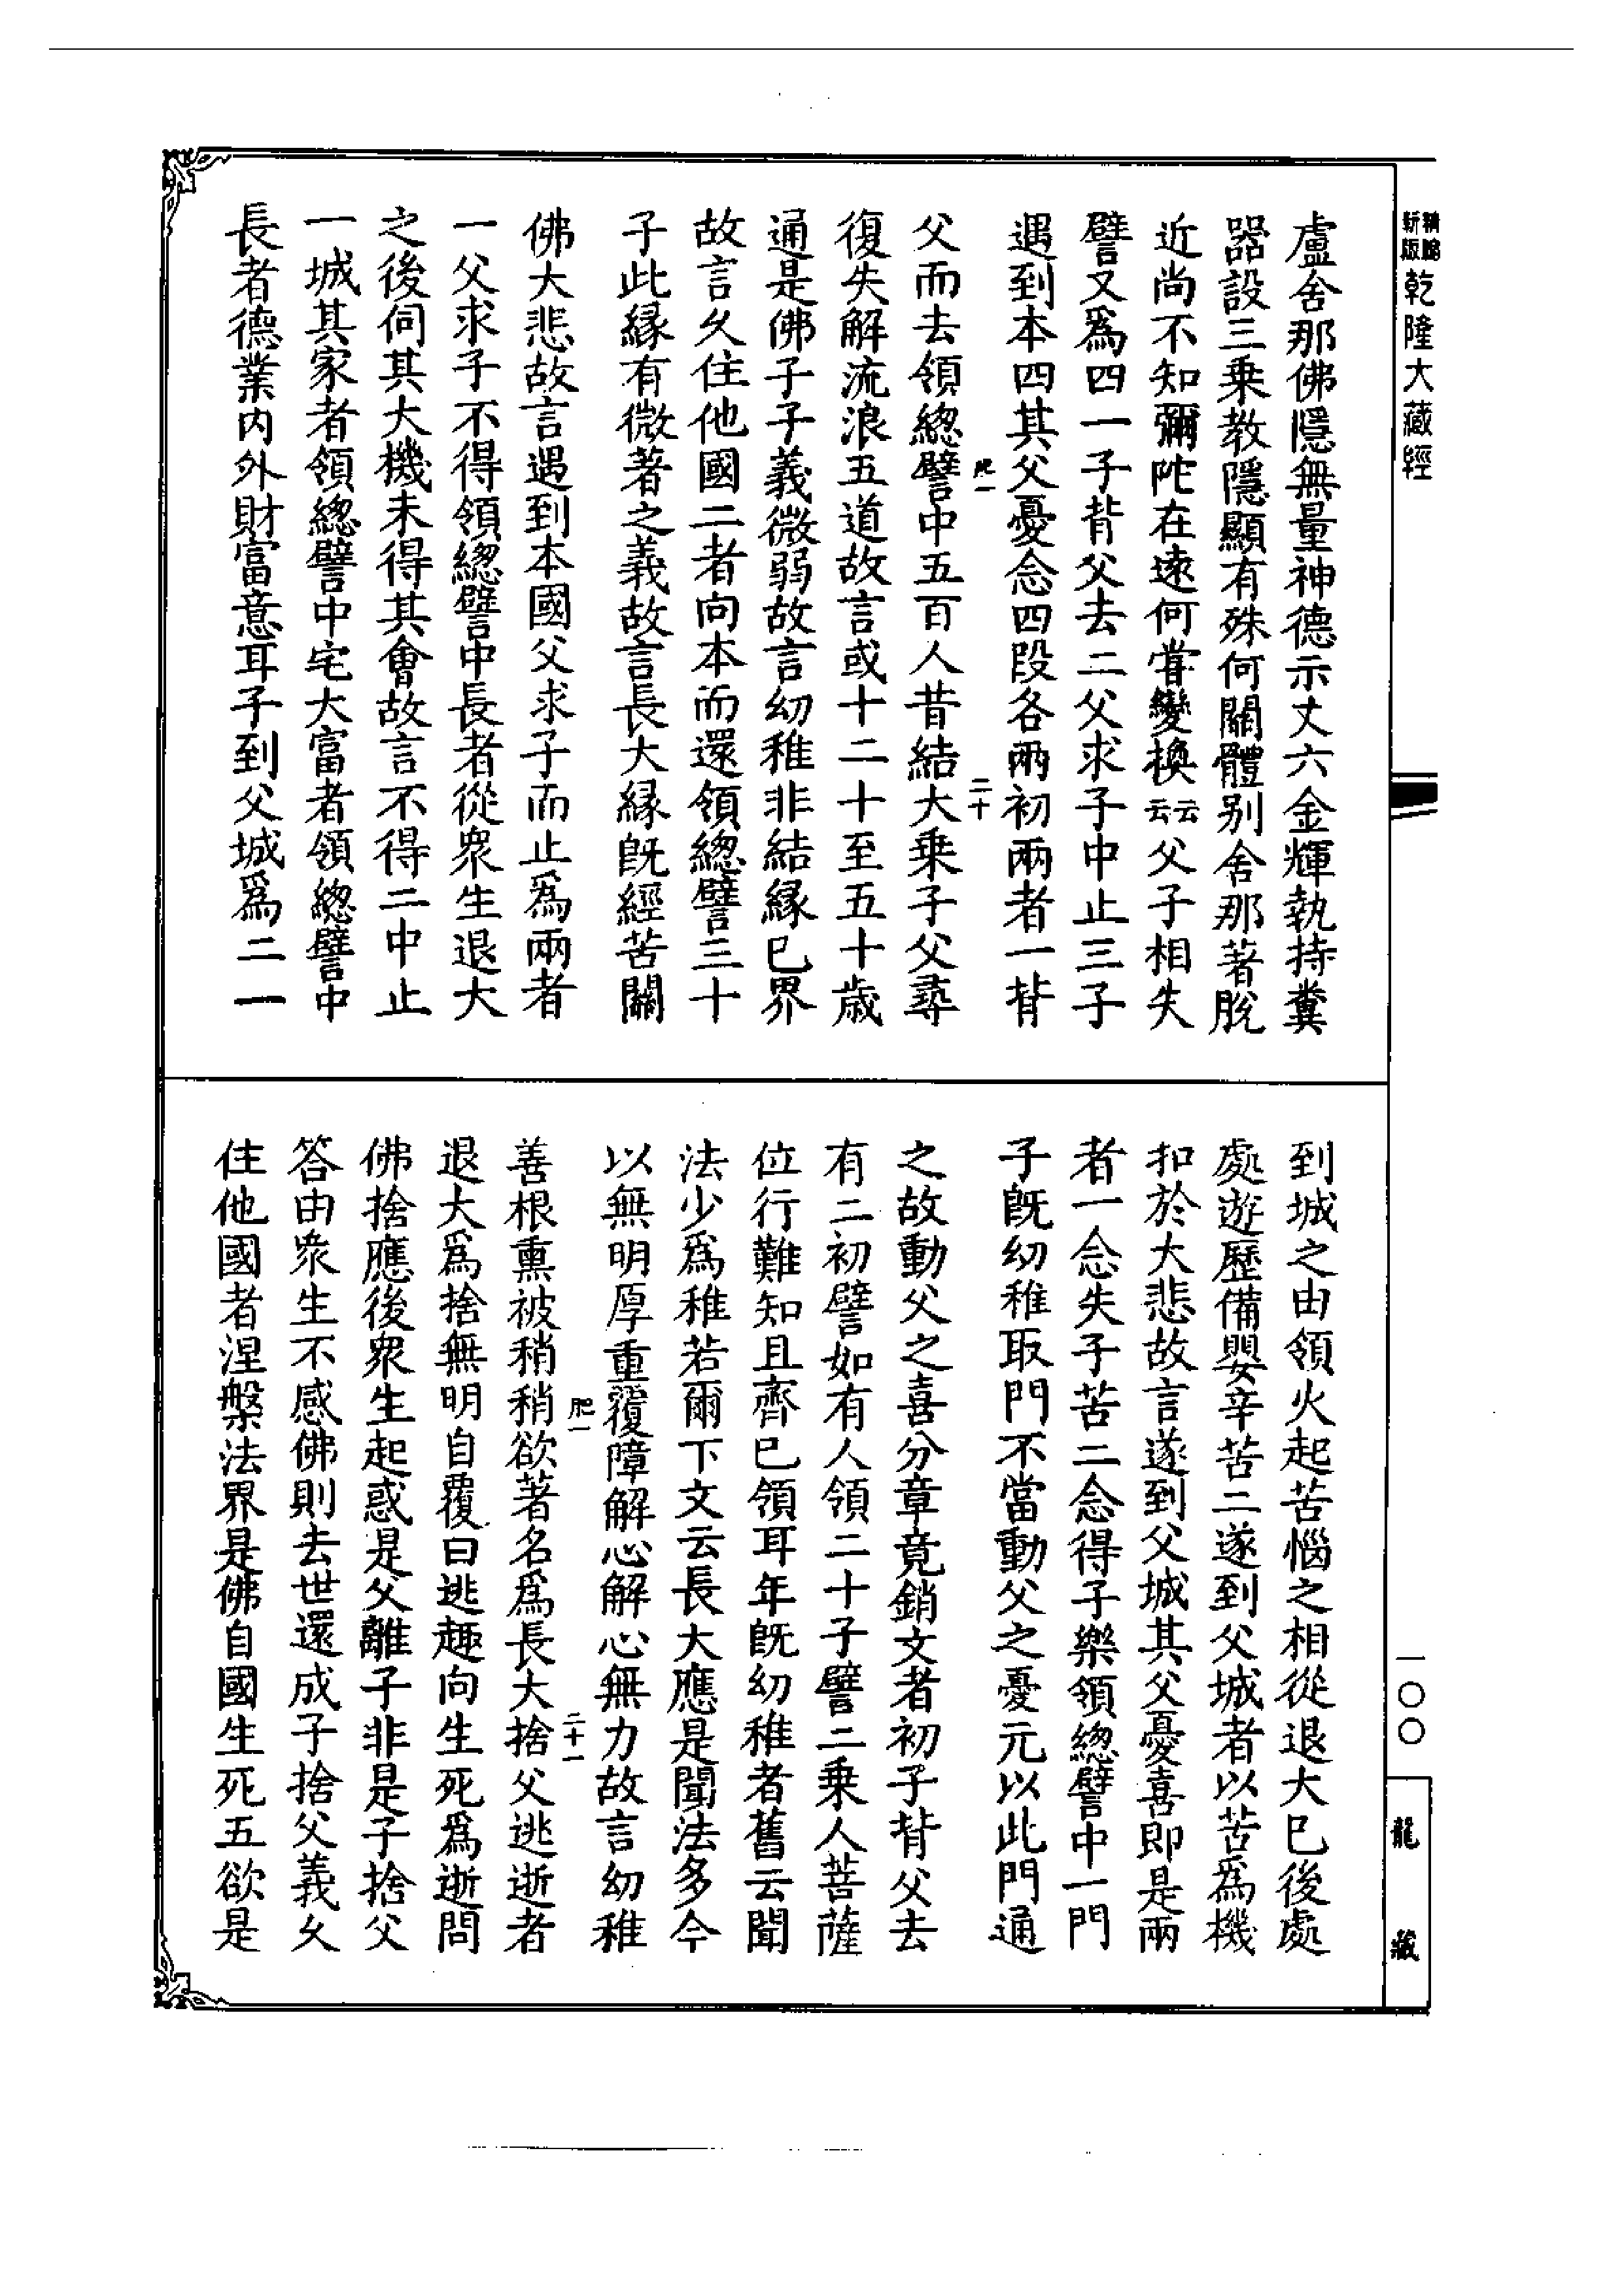 精縮新版乾隆大藏經
盧舍那佛隱無量神德示丈六金輝執持糞
器設三乗教隱顯有殊何關體别舍那著脫
近尚不知彌陀在遠何甞變換云云父子相失
譬又爲四一子背父去二父求子中止三子
遇到本四其父憂念四段各兩初兩者一背
肥一 二十
父而去領總譬中五百人昔結大乗子父尋
復失解流浪五道故言或十二十至五十歲
通是佛子子義微弱故言幼稚非結緣已界
故言久住他國二者向本而還領總譬三十
子此緣有微著之義故言長大緣既經苦關
佛大悲故言遇到本國父求子而止爲兩者
一父求子不得領總譬中長者從衆生退大
之後伺其大機未得其會故言不得二中止
一城其家者領總譬中宅大富者領總譬中
長者德業内外財富意耳子到父城爲二一
到城之由領火起苦惱之相從退大已後處
處遊歷備嬰辛苦二遂到父城者以苦爲機
扣於大悲故言遂到父城其父憂喜即是兩
者一念失子苦二念得子樂領總譬中一門
子既幼稚取門不當動父之憂元以此門通
之故動父之喜分章竟銷文者初子背父去
有二初譬如有人領二十子譬二乗人菩薩
位行難知且齊已領耳年既幼稚者舊云聞
法少爲稚若爾下文云長大應是聞法多今
以無明厚重覆障解心解心無力故言幼稚
肥一 二十一
善根熏被稍稍欲著名爲長大捨父逃逝者
退大爲捨無明自覆曰逃趣向生死爲逝問
佛捨應後衆生起惑是父離子非是子捨父
答由衆生不感佛則去世還成子捨父義久
住他國者涅槃法界是佛自國生死五欲是
一〇〇
龍藏